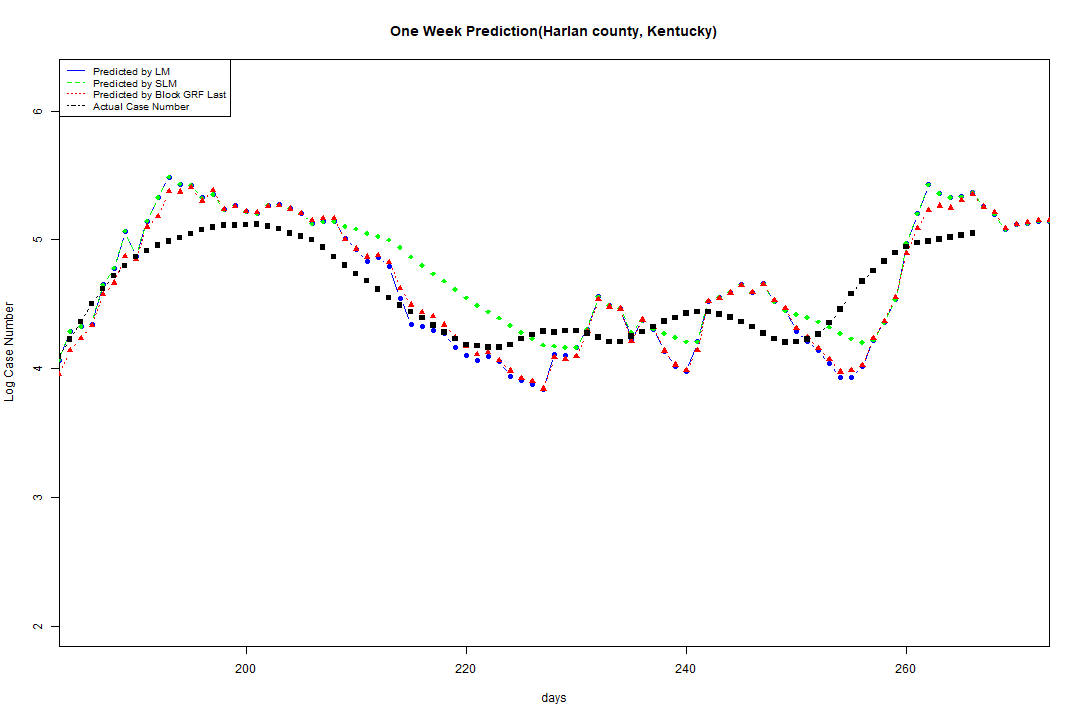 One Week Prediction(Harlan county, Kentucky)
Predicted by LM
Predicted by SLM
Predicted by Block GRF Last
Actual Case Number
6
5
4
3
2
Log Case Number
200 220 240 260
days